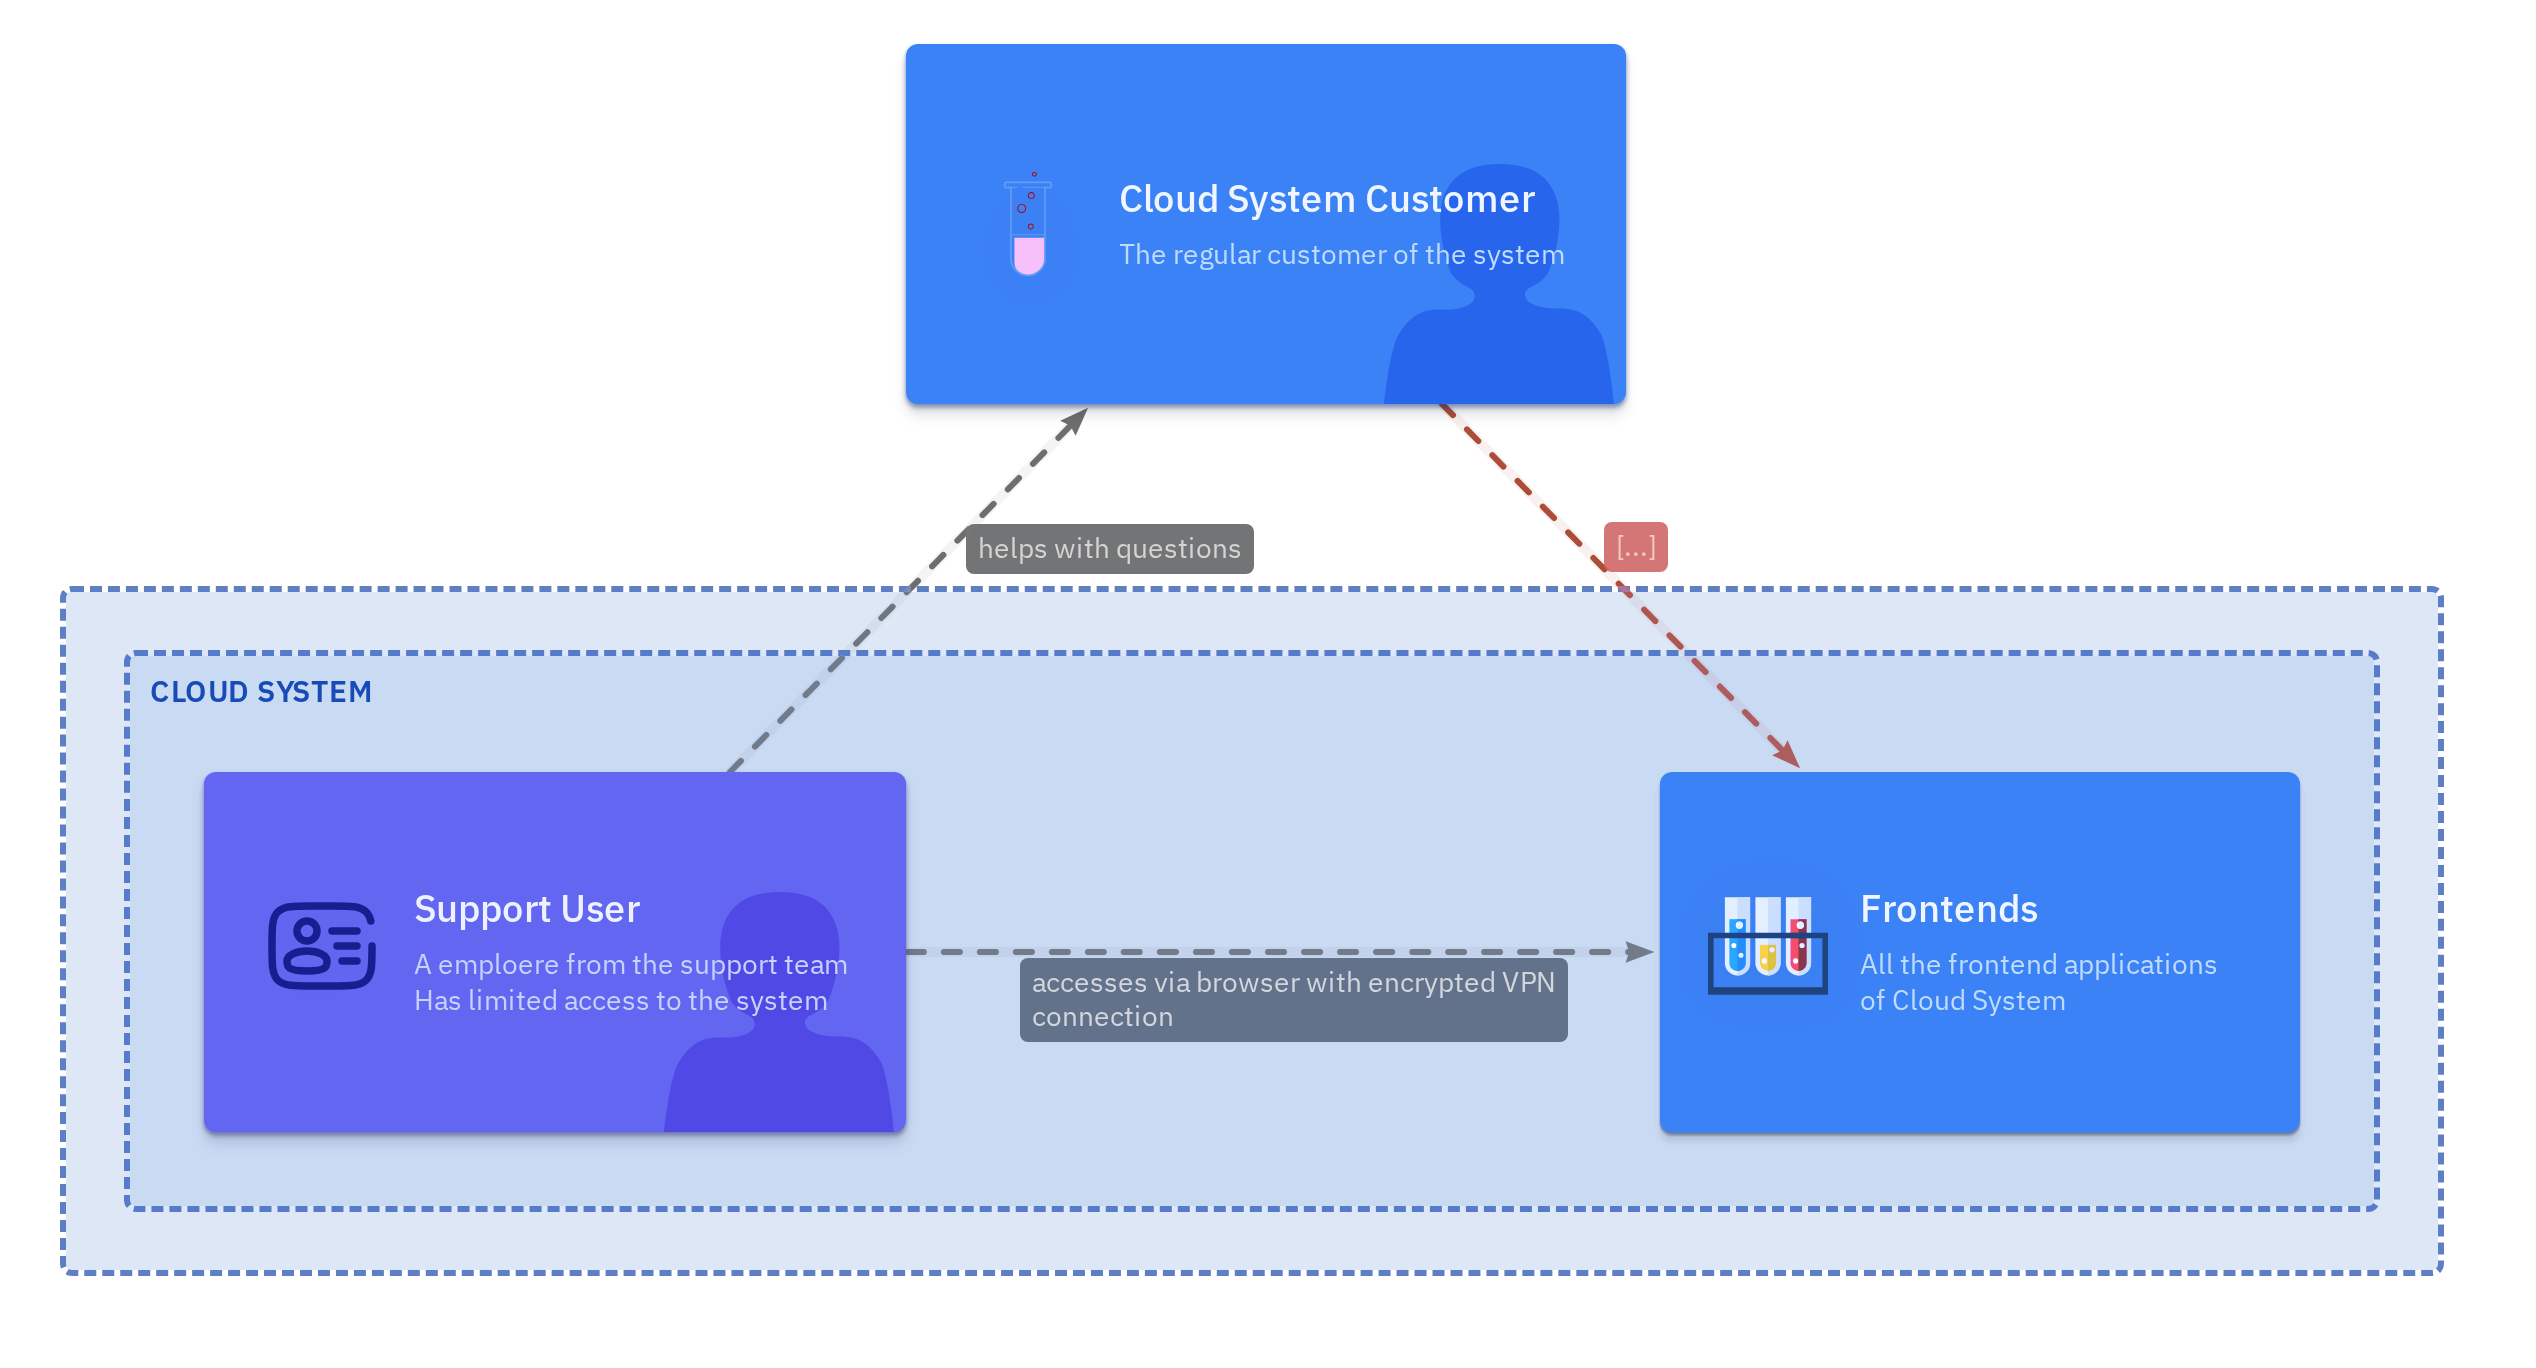 Cloud System Customer
The regular customer of the system
helps with questions
[...]
CLOUD SYSTEM
Support User
A emploere from the support team
Has limited access to the system
accesses via browser with encrypted VPN
connection
Frontends
All the frontend applications
of Cloud System